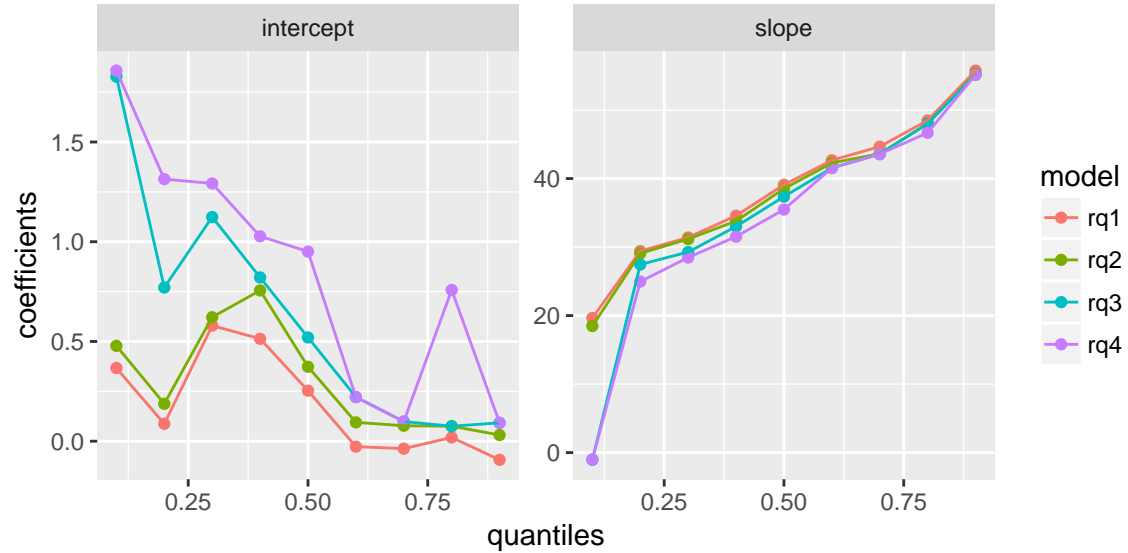 intercept
slope
coefficients
1.5
1.0
0.5
0.0
40
20
0
0.25
0.50
0.75
0.25
0.50
0.75
quantiles
model
rq1
rq2
rq3
rq4